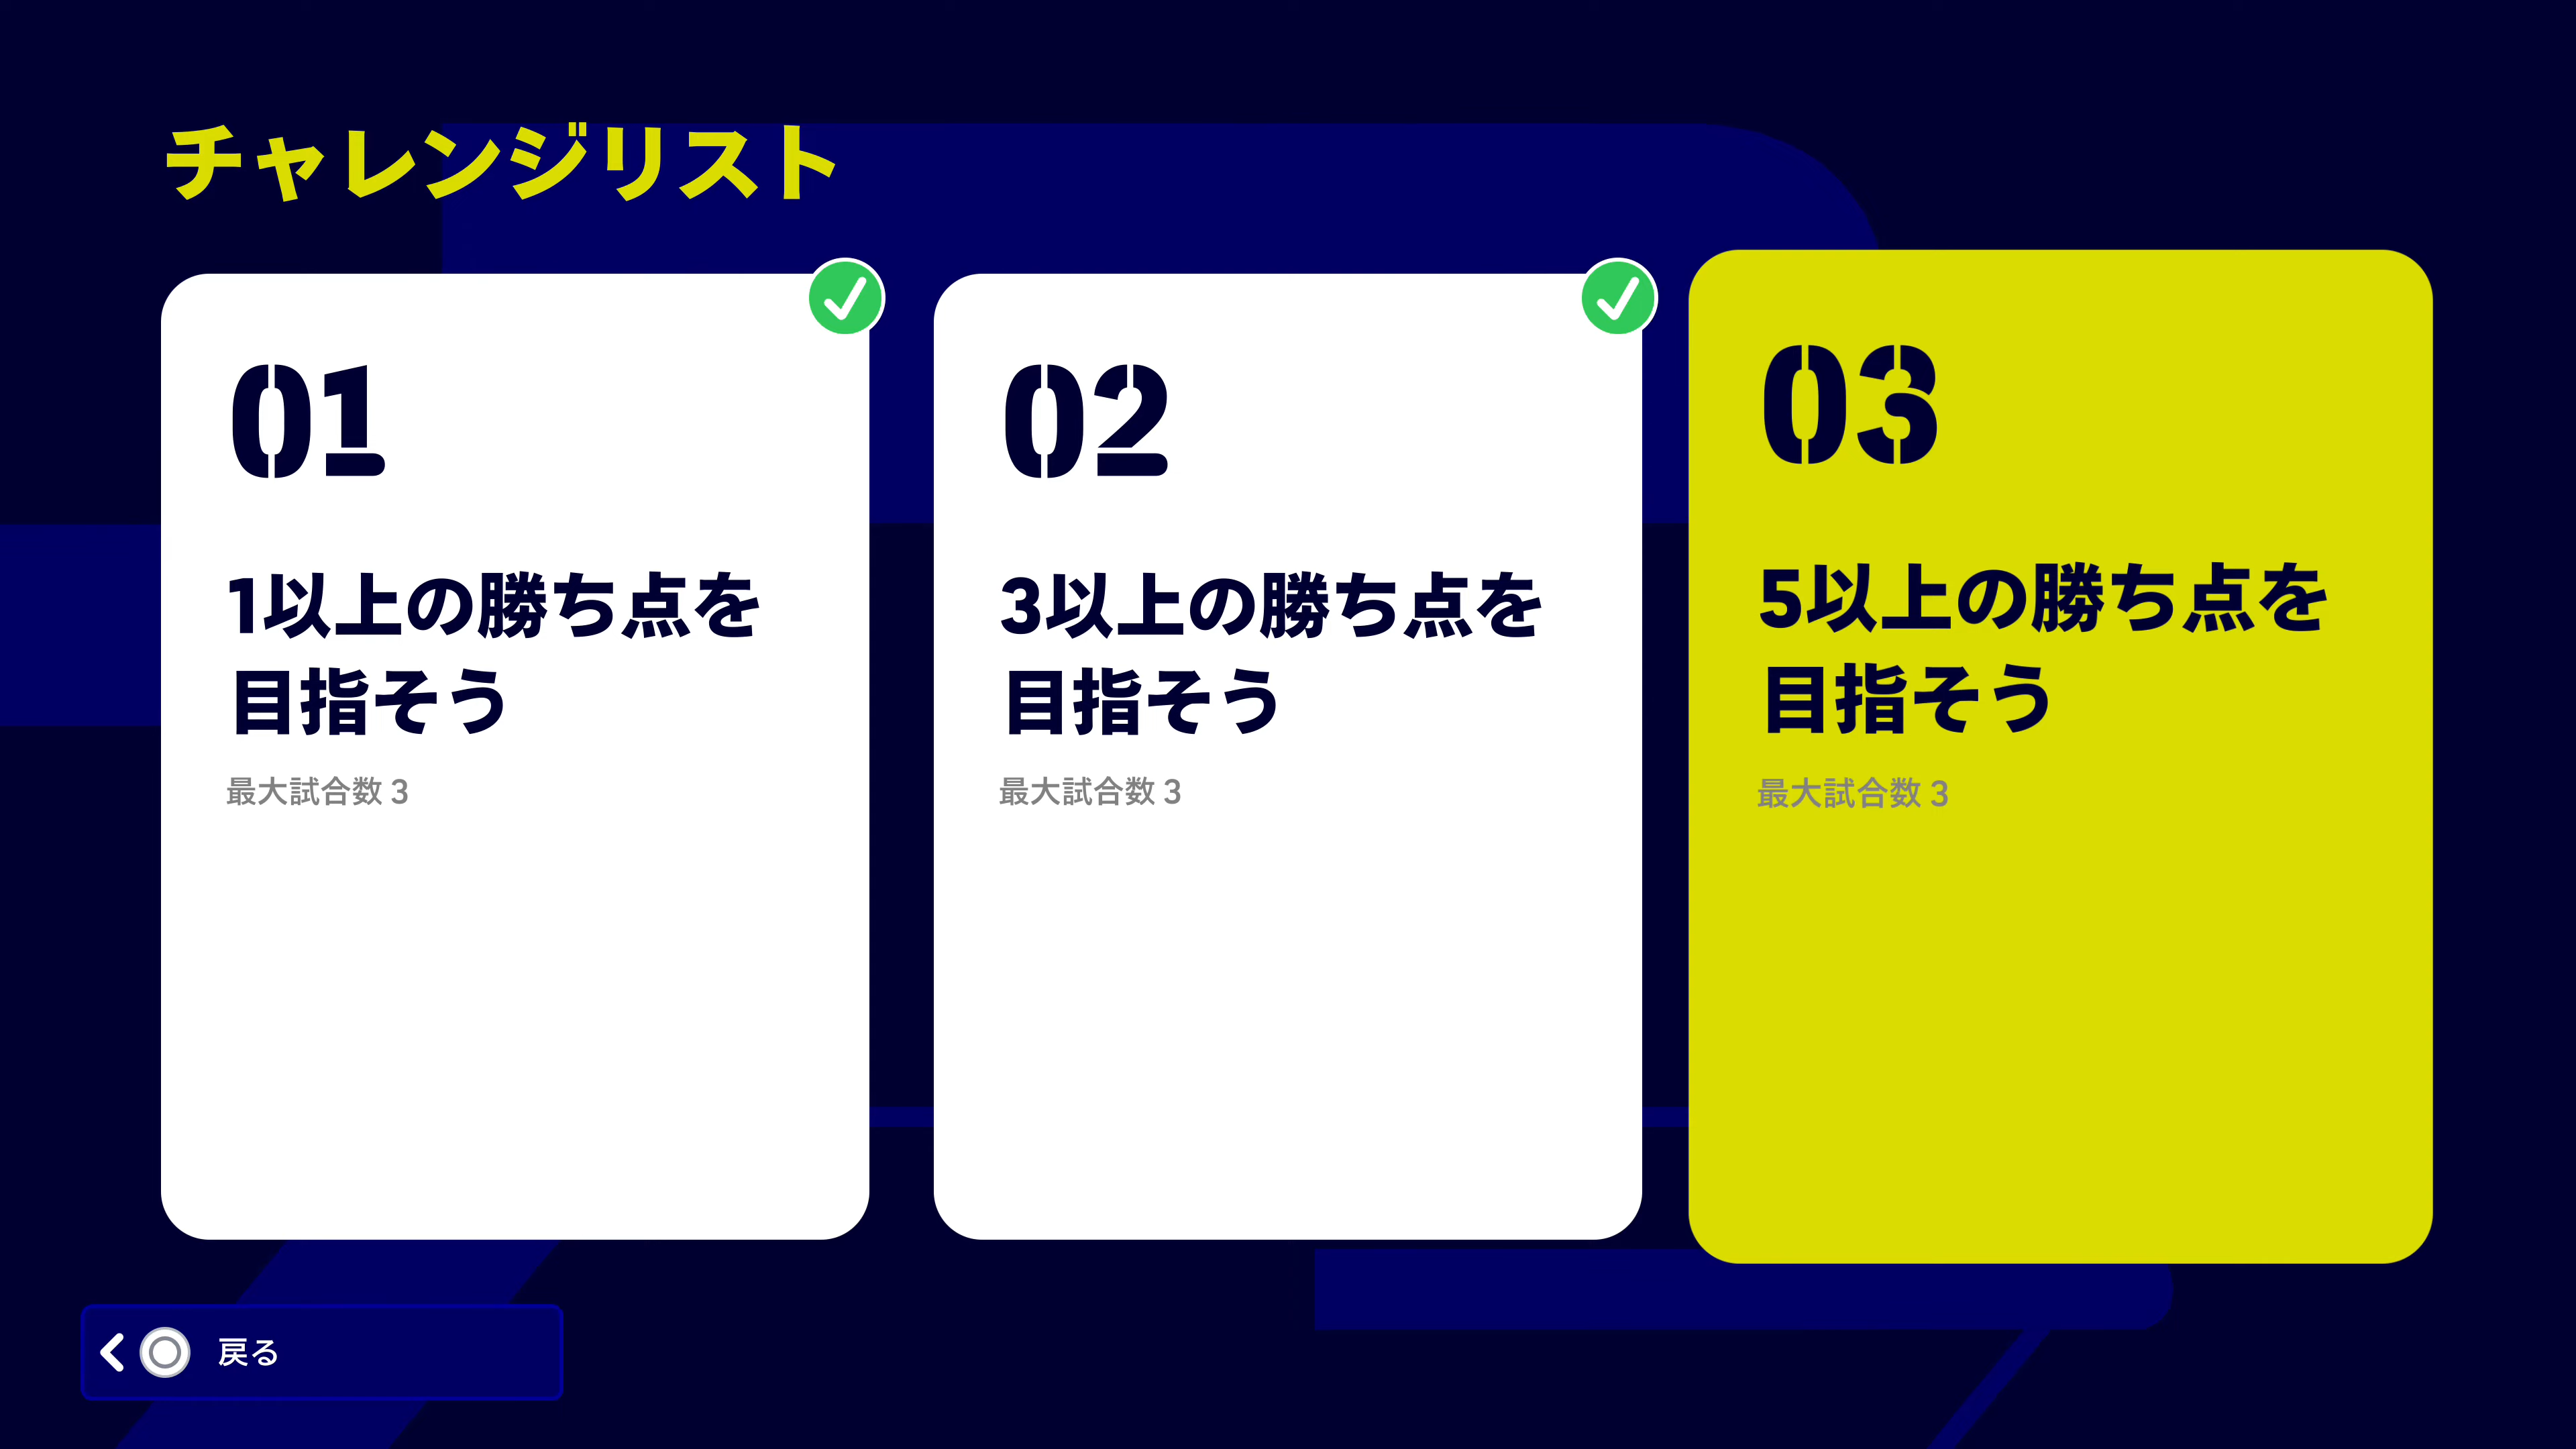 チャレンジリスト
01
1以上の勝ち点を
目指そう
最大試合数 3
02
3以上の勝ち点を
目指そう
最大試合数 3
03
5以上の勝ち点を
目指そう
最大試合数 3
戻る